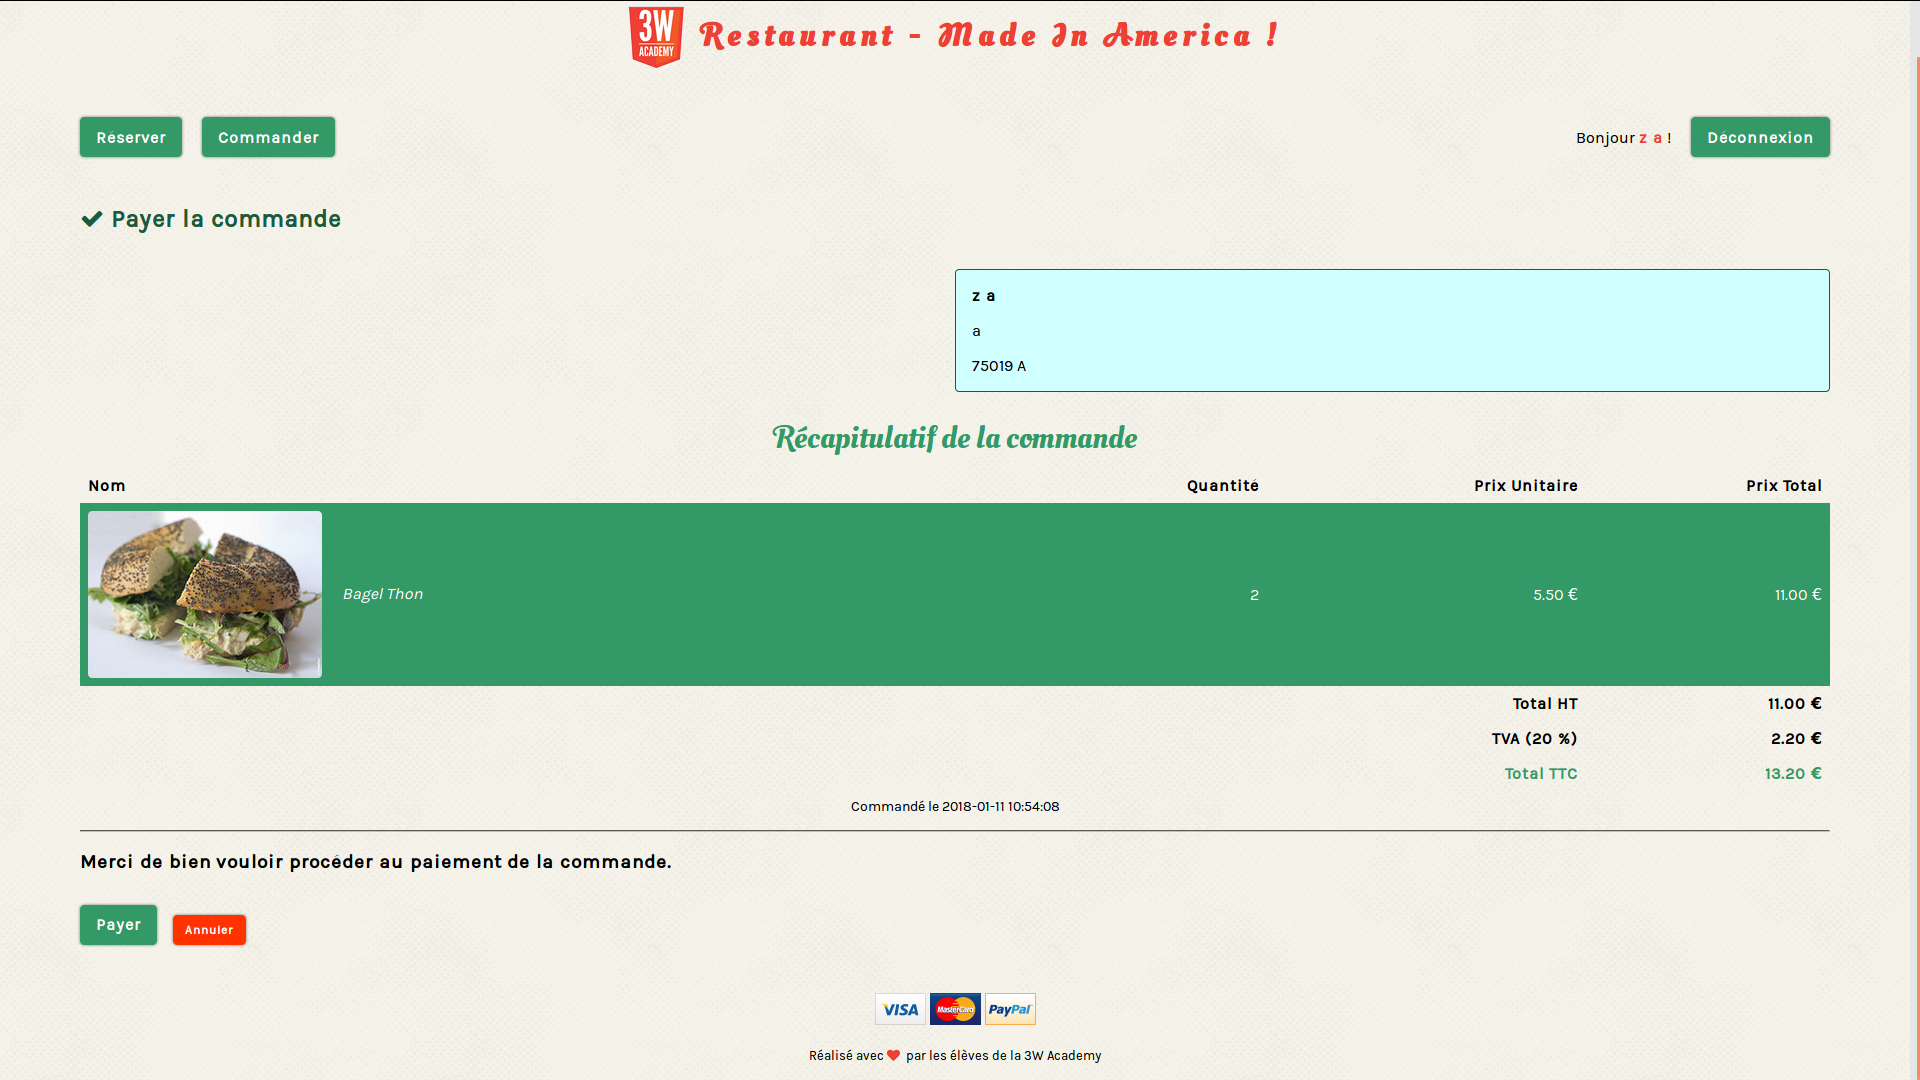 3W
ACADEMY
Restaurant - Made In America !
Réserver
Commander
Bonjour z a !
Déconnexion
Payer la commande
z a
a
75019 A
Récapitulatif de la commande
Nom Quantité Prix Unitaire Prix Total
Bagel Thon 2 5.50 € 11.00 €
Total HT 11.00 €
TVA (20 %) 2.20 €
Total TTC 13.20 €
Commandé le 2018-01-11 10:54:08
Merci de bien vouloir procéder au paiement de la commande.
Payer
Annuler
VISA
MasterCard
PayPal
Réalisé avec par les élèves de la 3W Academy